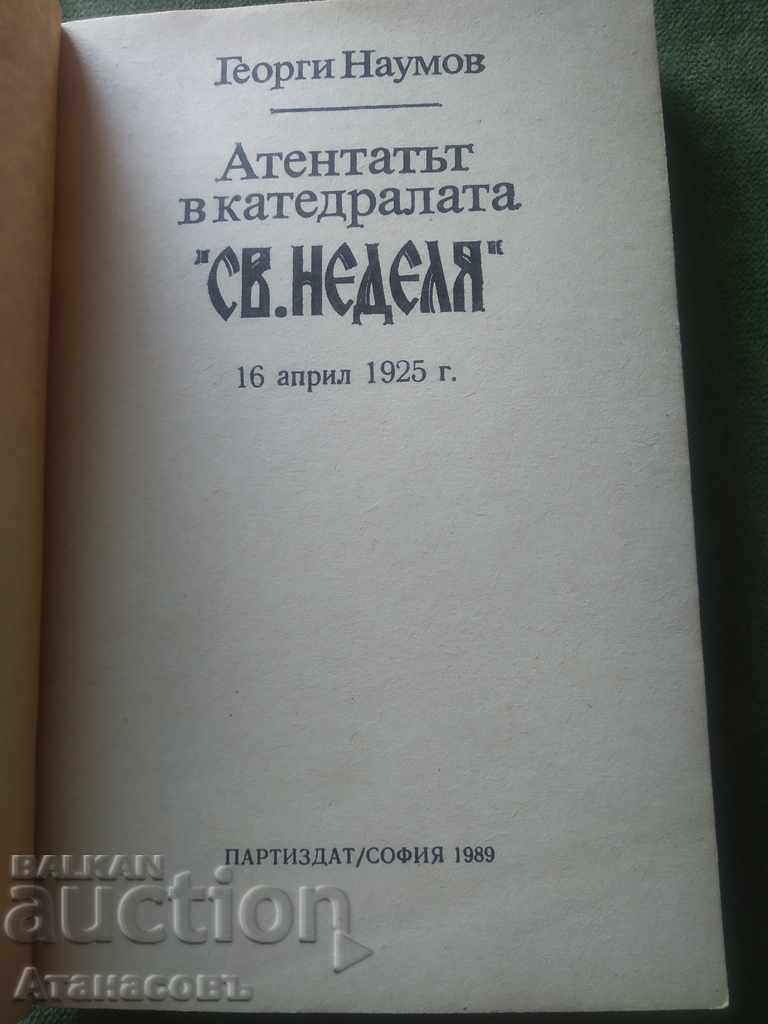 Георги Наумов
Атентатът
в катедралата
"СВ. НЕДЕЛЯ"
16 април 1925 г.
ПАРТИЗДАТ/СОФИЯ 1989
BALKAN
auction
Атанасовъ